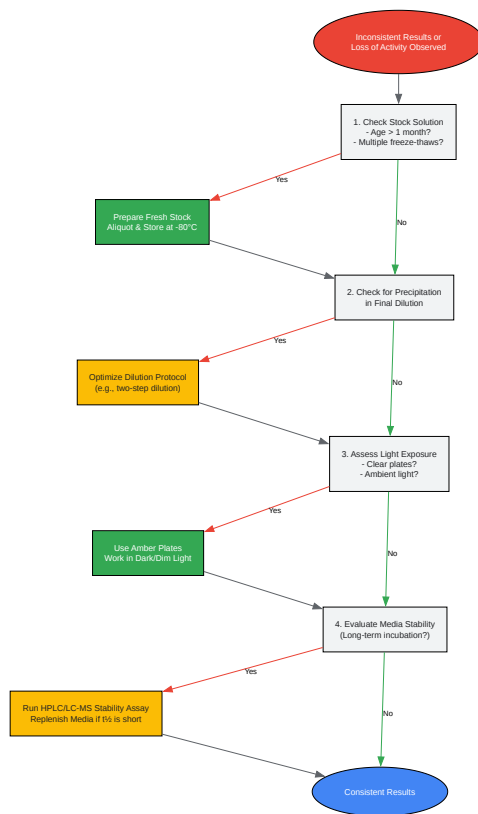 Inconsistent Results or
Loss of Activity Observed
1. Check Stock Solution
- Age > 1 month?
- Multiple freeze-thaws?
Yes
No
Prepare Fresh Stock
Aliquot & Store at -80°C
2. Check for Precipitation
in Final Dilution
Yes
No
Optimize Dilution Protocol
(e.g., two-step dilution)
3. Assess Light Exposure
- Clear plates?
- Ambient light?
Yes
No
Use Amber Plates
Work in Dark/Dim Light
4. Evaluate Media Stability
(Long-term incubation?)
Yes
No
Run HPLC/LC-MS Stability Assay
Replenish Media if t½ is short
Consistent Results